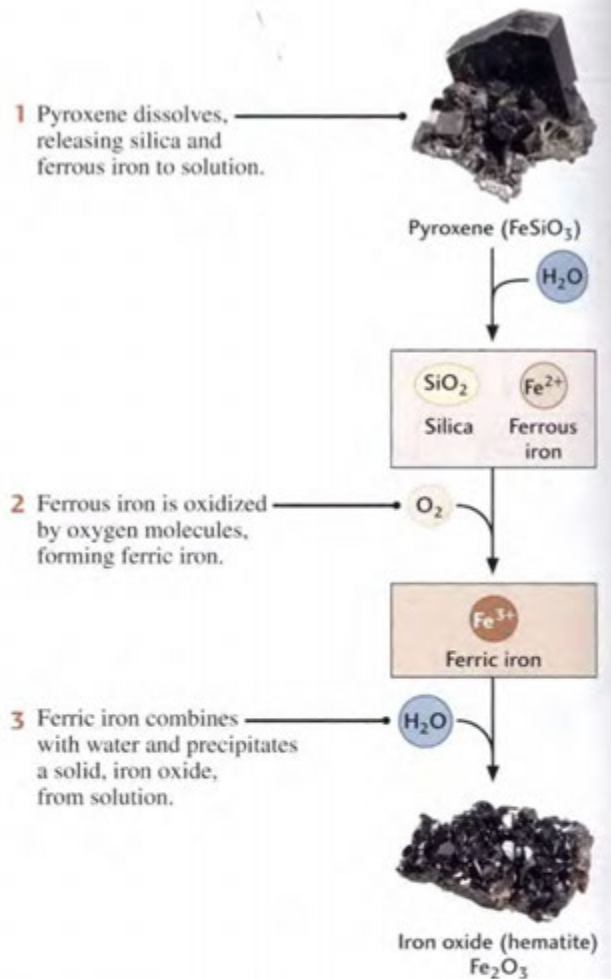 1 Pyroxene dissolves,
releasing silica and
ferrous iron to solution.
Pyroxene (FeSiO₃)
H₂O
SiO₂ Fe²⁺
Silica Ferrous
iron
2 Ferrous iron is oxidized
by oxygen molecules,
forming ferric iron.
O₂
Fe³⁺
Ferric iron
3 Ferric iron combines
with water and precipitates
a solid, iron oxide,
from solution.
H₂O
Iron oxide (hematite)
Fe₂O₃